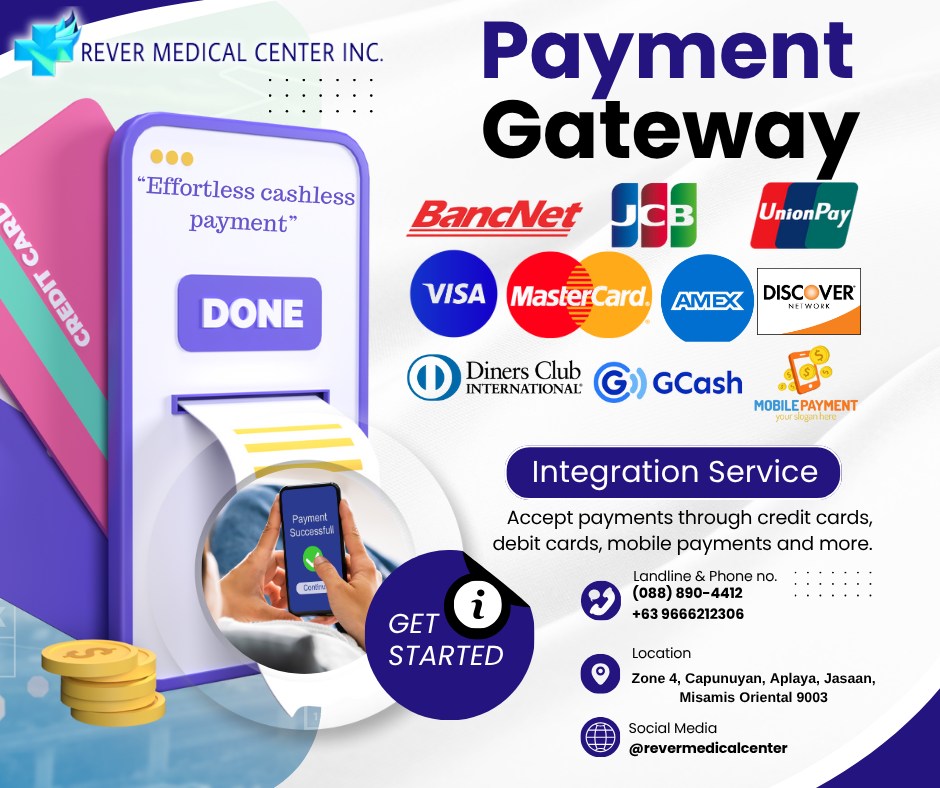 REVER MEDICAL CENTER INC.
Payment
Gateway
CREDIT CARD
"Effortless cashless
payment"
DONE
BancNet
JCB
UnionPay
VISA
MasterCard.
AMEX
DISCOVER®
NETWORK
Diners Club
INTERNATIONAL®
GCash
MOBILEPAYMENT
your slogan here
Payment
Successfull
Continue
GET
STARTED
Integration Service
Accept payments through credit cards,
debit cards, mobile payments and more.
Landline & Phone no.
(088) 890-4412
+63 9666212306
Location
Zone 4, Capunuyan, Aplaya, Jasaan,
Misamis Oriental 9003
Social Media
@revermedicalcenter